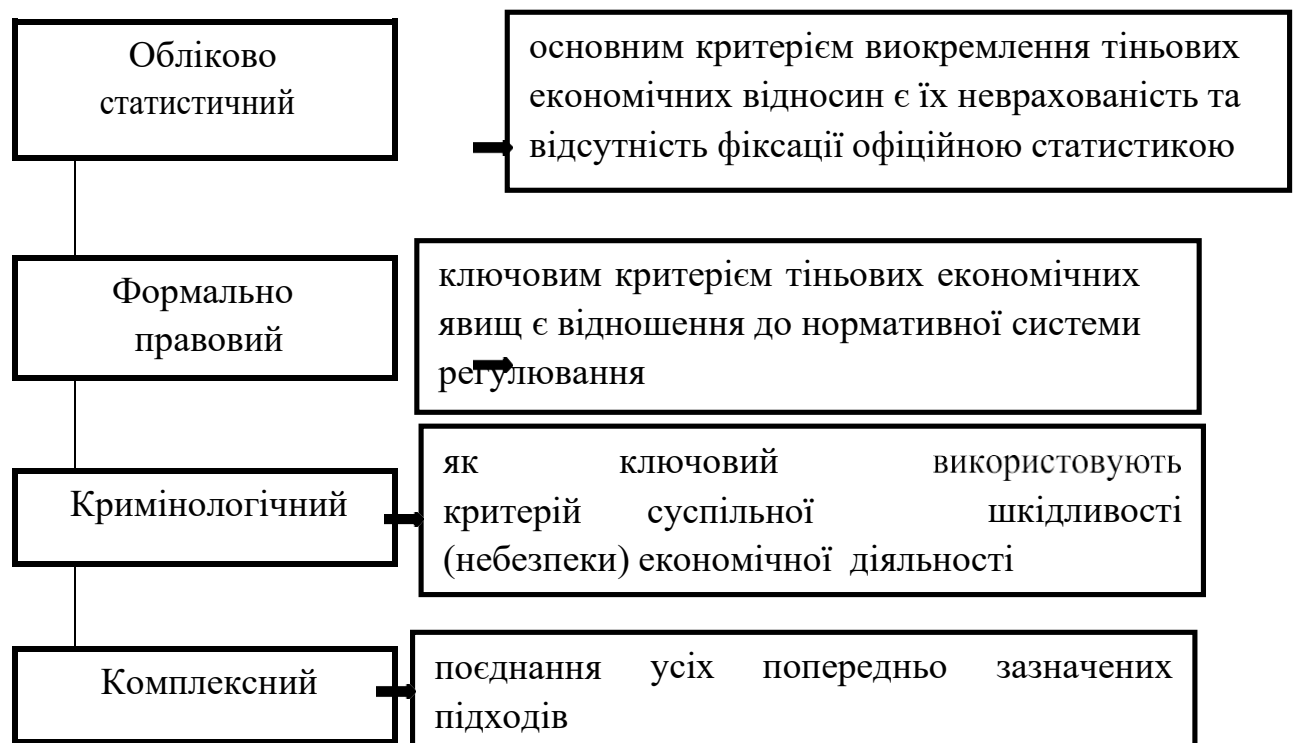 Обліково
статистичний
основним критерієм виокремлення тіньових
економічних відносин є їх неврахованість та
відсутність фіксації офіційною статистикою
Формально
правовий
ключовим критерієм тіньових економічних
явищ є відношення до нормативної системи
регулювання
Кримінологічний
як ключовий використовують
критерій суспільної шкідливості
(небезпеки) економічної діяльності
Комплексний
поєднання усіх попередньо зазначених
підходів